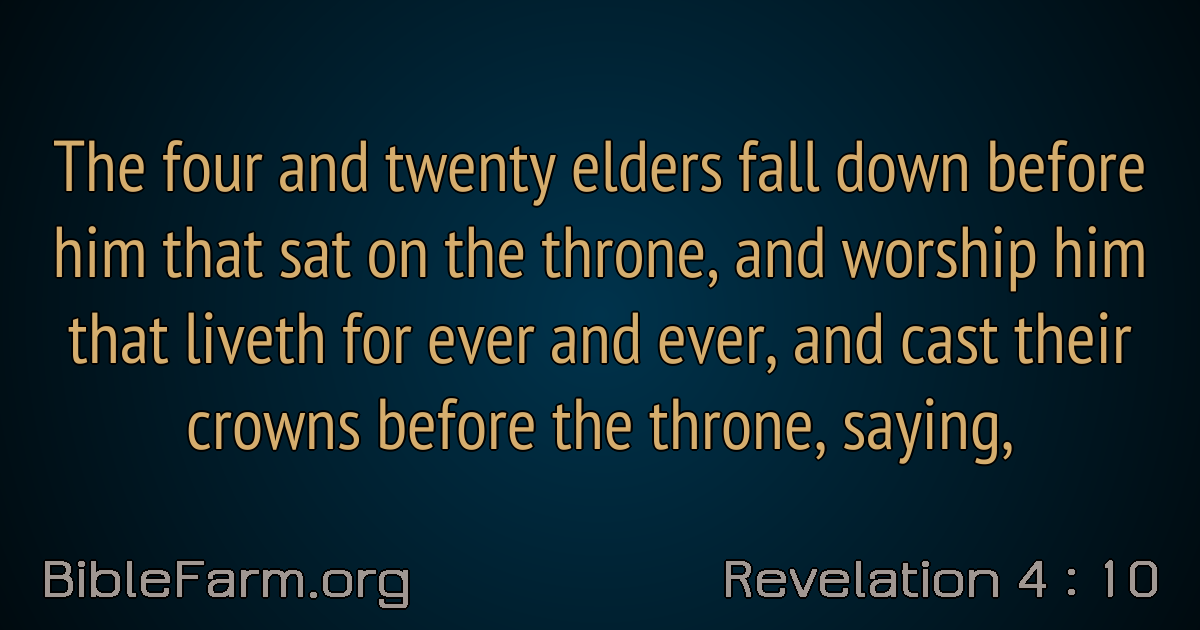 The four and twenty elders fall down before
him that sat on the throne, and worship him
that liveth for ever and ever, and cast their
crowns before the throne, saying,
BibleFarm.org
Revelation 4 : 10